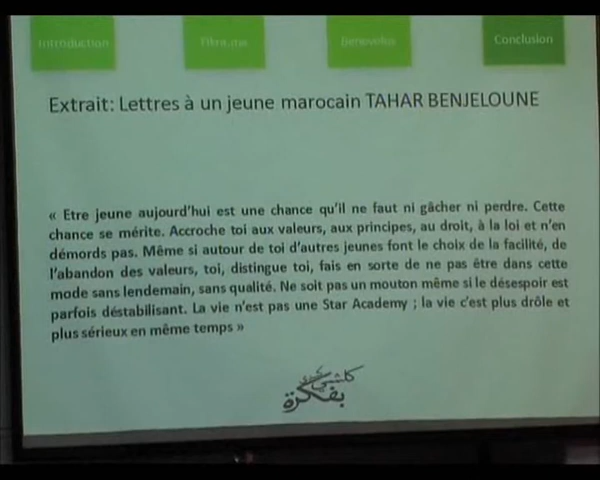 Introduction
Fikra.me
Benevolus
Conclusion
Extrait: Lettres à un jeune marocain TAHAR BENJELOUNE
« Etre jeune aujourd'hui est une chance qu'il ne faut ni gâcher ni perdre. Cette
chance se mérite. Accroche toi aux valeurs, aux principes, au droit, à la loi et n'en
démords pas. Même si autour de toi d'autres jeunes font le choix de la facilité, de
l'abandon des valeurs, toi, distingue toi, fais en sorte de ne pas être dans cette
mode sans lendemain, sans qualité. Ne soit pas un mouton même si le désespoir est
parfois déstabilisant. La vie n'est pas une Star Academy ; la vie c'est plus drôle et
plus sérieux en même temps »
كلشي
بفكرة